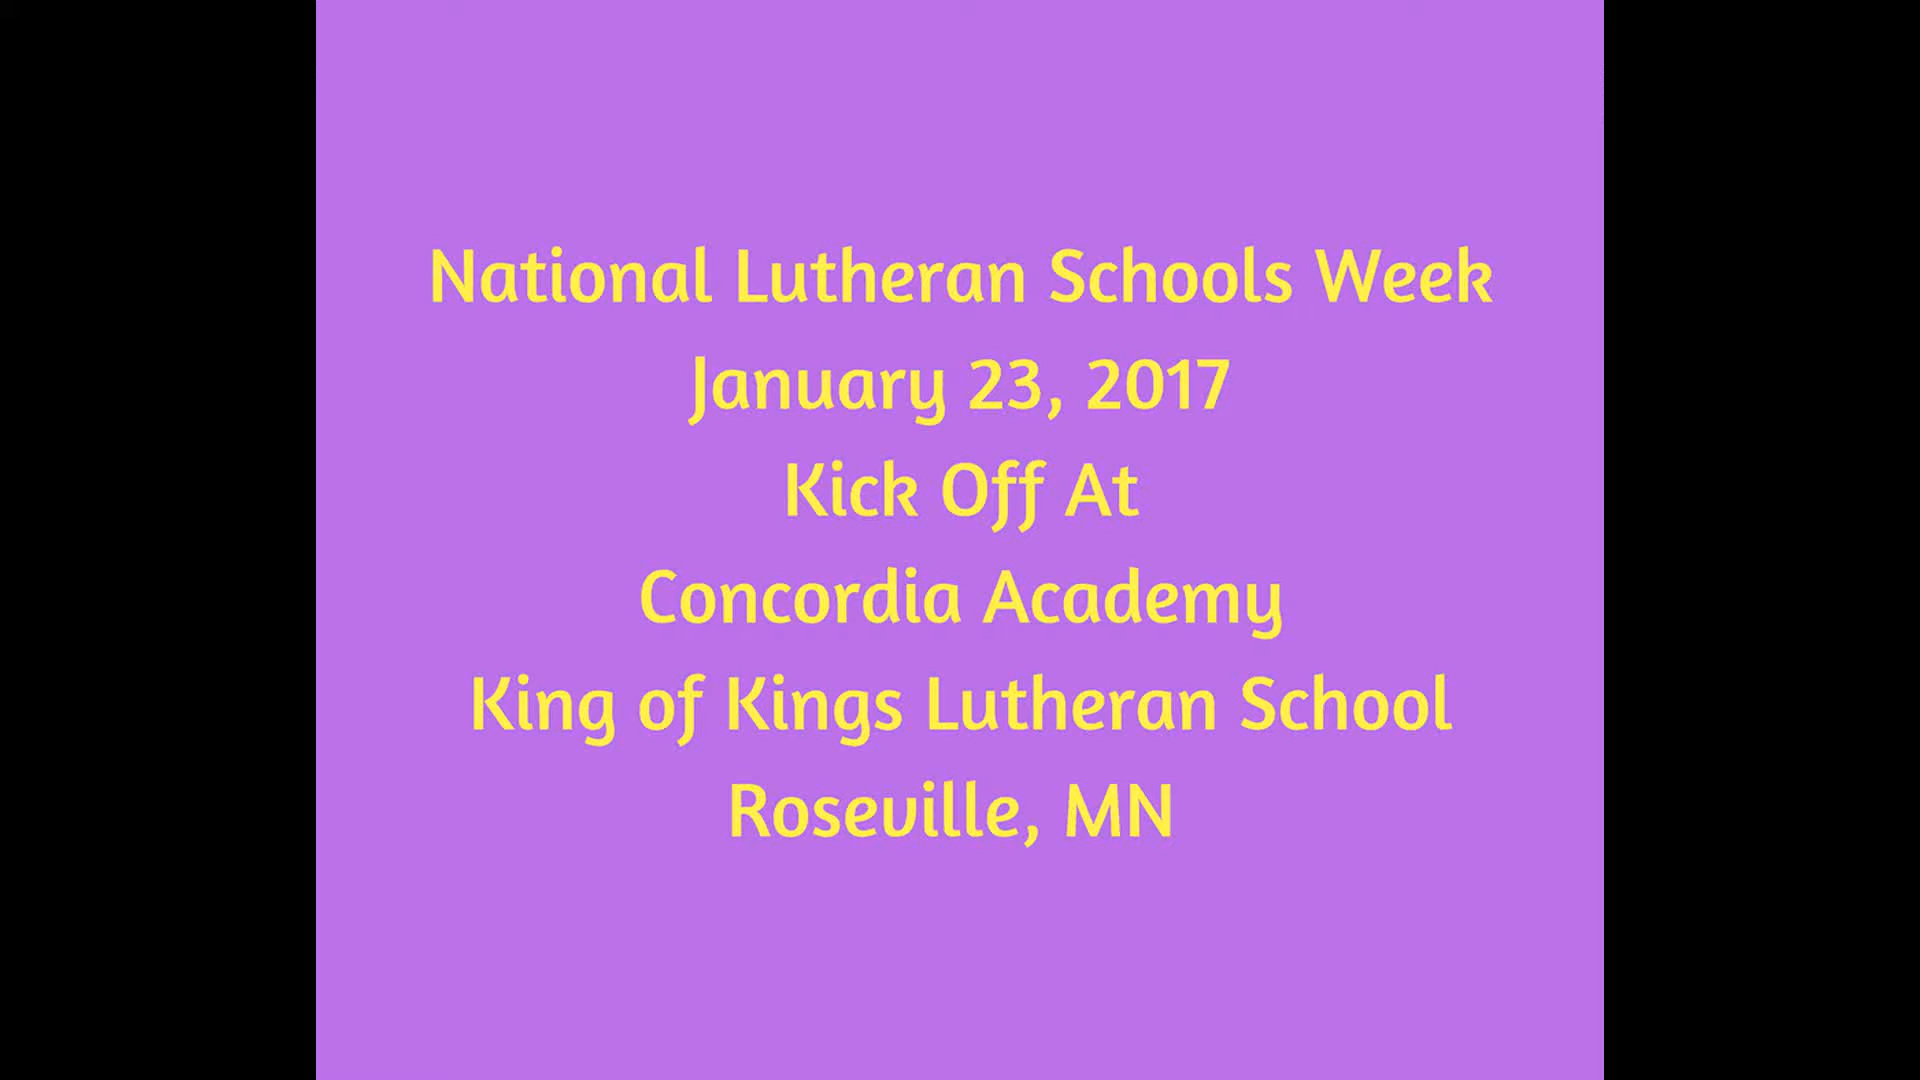 National Lutheran Schools Week
January 23, 2017
Kick Off At
Concordia Academy
King of Kings Lutheran School
Roseville, MN